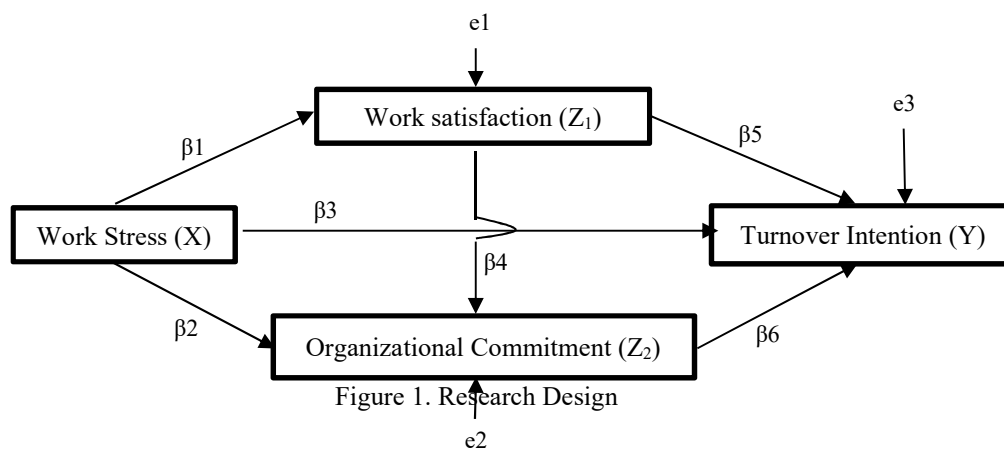 e1
Work satisfaction (Z₁)
e3
β1
β5
β3
Work Stress (X)
Turnover Intention (Y)
β4
β2
β6
Organizational Commitment (Z₂)
Figure 1. Research Design
e2